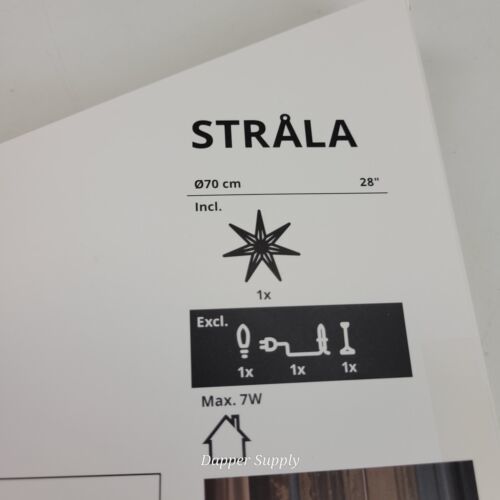 STRÅLA
Ø70 cm 28"
Incl.
1x
Excl.
1x 1x 1x
Max. 7W
Dapper Supply